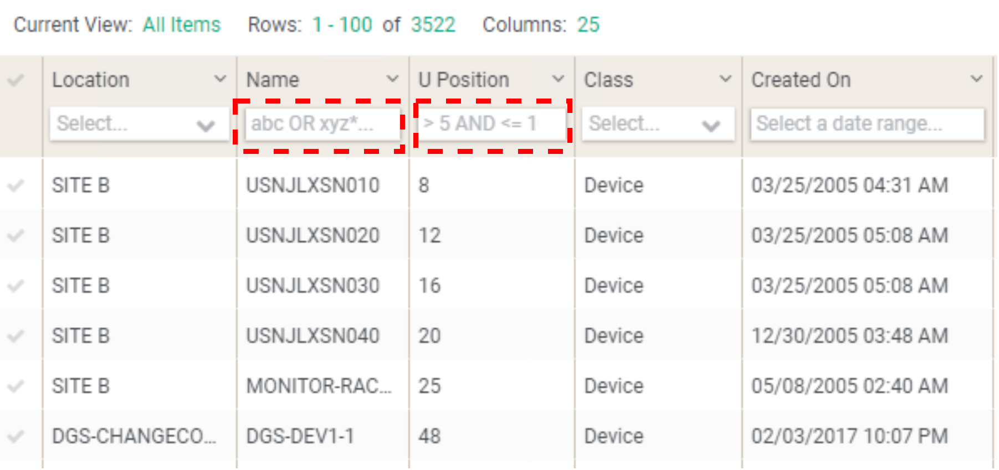 Current View: All Items Rows: 1 - 100 of 3522 Columns: 25
Location Name U Position Class Created On
Select... abc OR xyz*... > 5 AND <= 1 Select... Select a date range...
SITE B USNJLXSN010 8 Device 03/25/2005 04:31 AM
SITE B USNJLXSN020 12 Device 03/25/2005 05:08 AM
SITE B USNJLXSN030 16 Device 03/25/2005 05:08 AM
SITE B USNJLXSN040 20 Device 12/30/2005 03:48 AM
SITE B MONITOR-RAC... 25 Device 05/08/2005 02:40 AM
DGS-CHANGECO... DGS-DEV1-1 48 Device 02/03/2017 10:07 PM